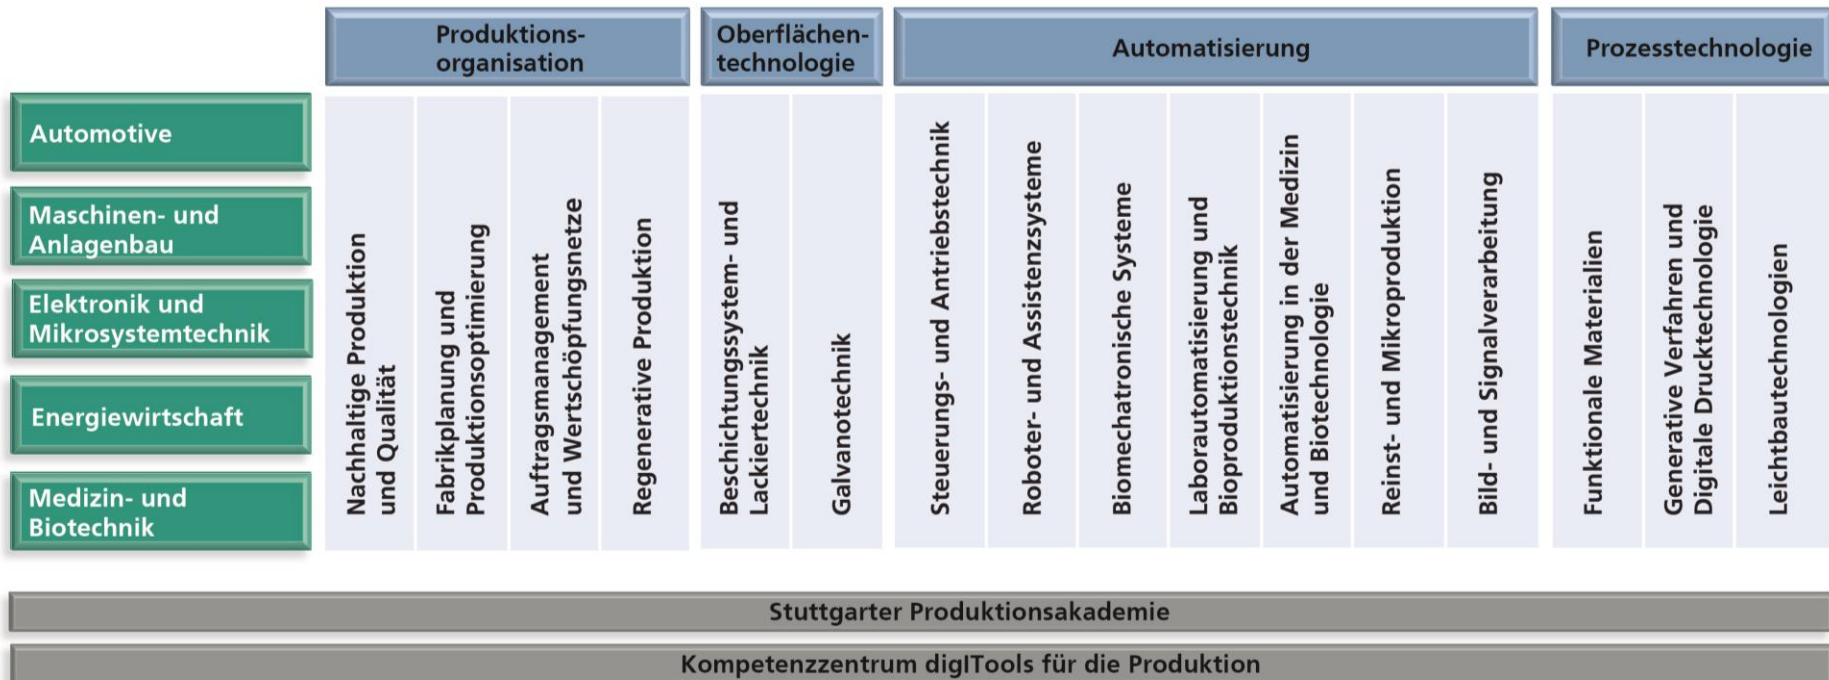 Produktions-
organisation
Oberflächen-
technologie
Automatisierung
Prozesstechnologie
Automotive
Maschinen- und
Anlagenbau
Elektronik und
Mikrosystemtechnik
Energiewirtschaft
Medizin- und
Biotechnik
Nachhaltige Produktion
und Qualität
Fabrikplanung und
Produktionsoptimierung
Auftragsmanagement
und Wertschöpfungsnetze
Regenerative Produktion
Beschichtungssystem- und
Lackiertechnik
Galvanotechnik
Steuerungs- und Antriebstechnik
Roboter- und Assistenzsysteme
Biomechatronische Systeme
Laborautomatisierung und
Bioproduktionstechnik
Automatisierung in der Medizin
und Biotechnologie
Reinst- und Mikroproduktion
Bild- und Signalverarbeitung
Funktionale Materialien
Generative Verfahren und
Digitale Drucktechnologie
Leichtbautechnologien
Stuttgarter Produktionsakademie
Kompetenzzentrum digITools für die Produktion